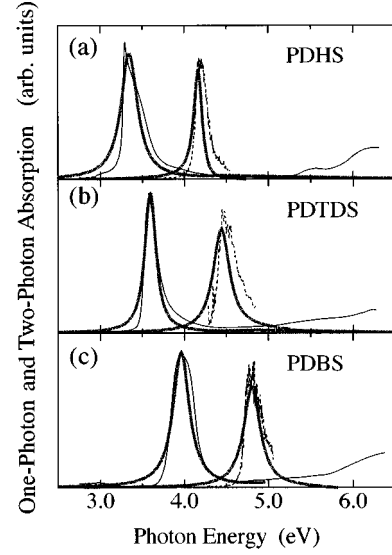 One-Photon and Two-Photon Absorption (arb. units)
(a) PDHS
(b) PDTDS
(c) PDBS
3.0 4.0 5.0 6.0
Photon Energy (eV)